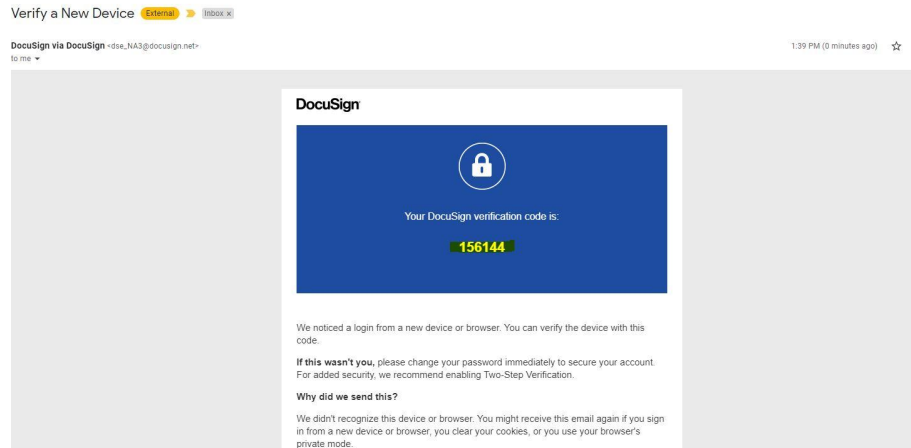 Verify a New Device External Inbox x
DocuSign via DocuSign <dse_NA3@docusign.net>
1:39 PM (0 minutes ago)
to me
DocuSign
Your DocuSign verification code is:
156144
We noticed a login from a new device or browser. You can verify the device with this
code.
If this wasn't you, please change your password immediately to secure your account.
For added security, we recommend enabling Two-Step Verification.
Why did we send this?
We didn't recognize this device or browser. You might receive this email again if you sign
in from a new device or browser, you clear your cookies, or you use your browser's
private mode.